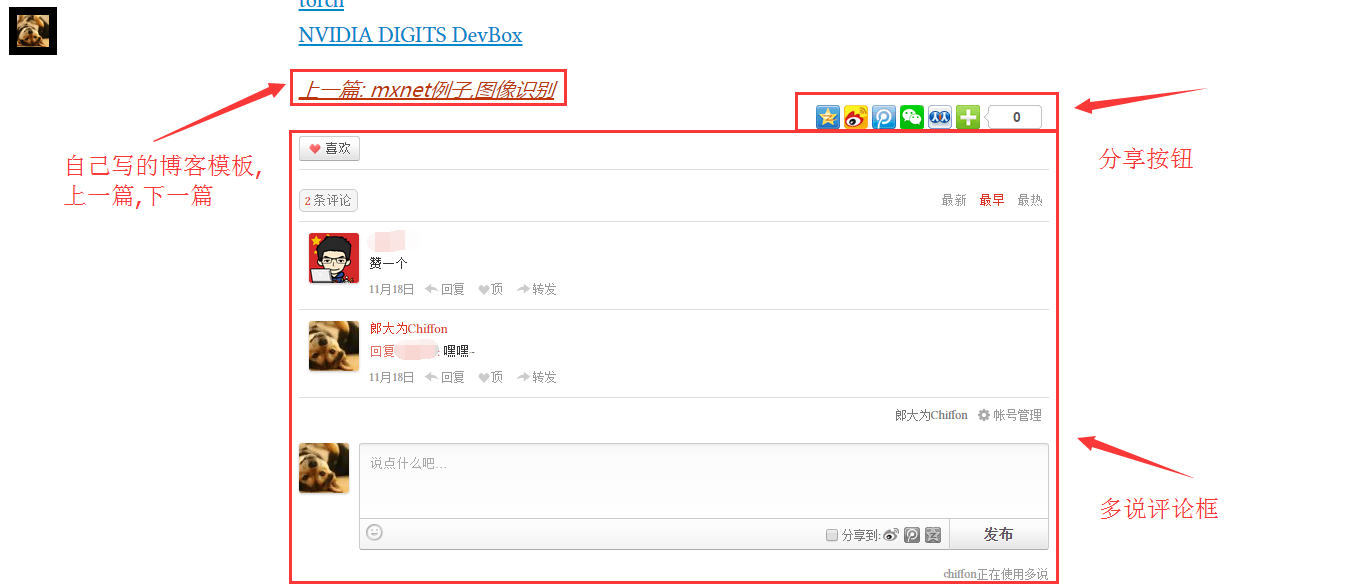 torch
NVIDIA DIGITS DevBox
上一篇: mxnet例子,图像识别
0
自己写的博客模板,
上一篇,下一篇
分享按钮
喜欢
2 条评论
最新 最早 最热
赞一个
11月18日 回复 顶 转发
郎大为Chiffon
回复 : 嘿嘿~
11月18日 回复 顶 转发
郎大为Chiffon 帐号管理
说点什么吧...
多说评论框
分享到: 发布
chiffon正在使用多说